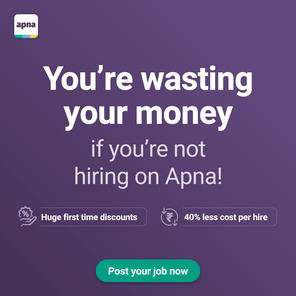 apna
You're wasting
your money
if you're not
hiring on Apna!
Huge first time discounts
40% less cost per hire
Post your job now